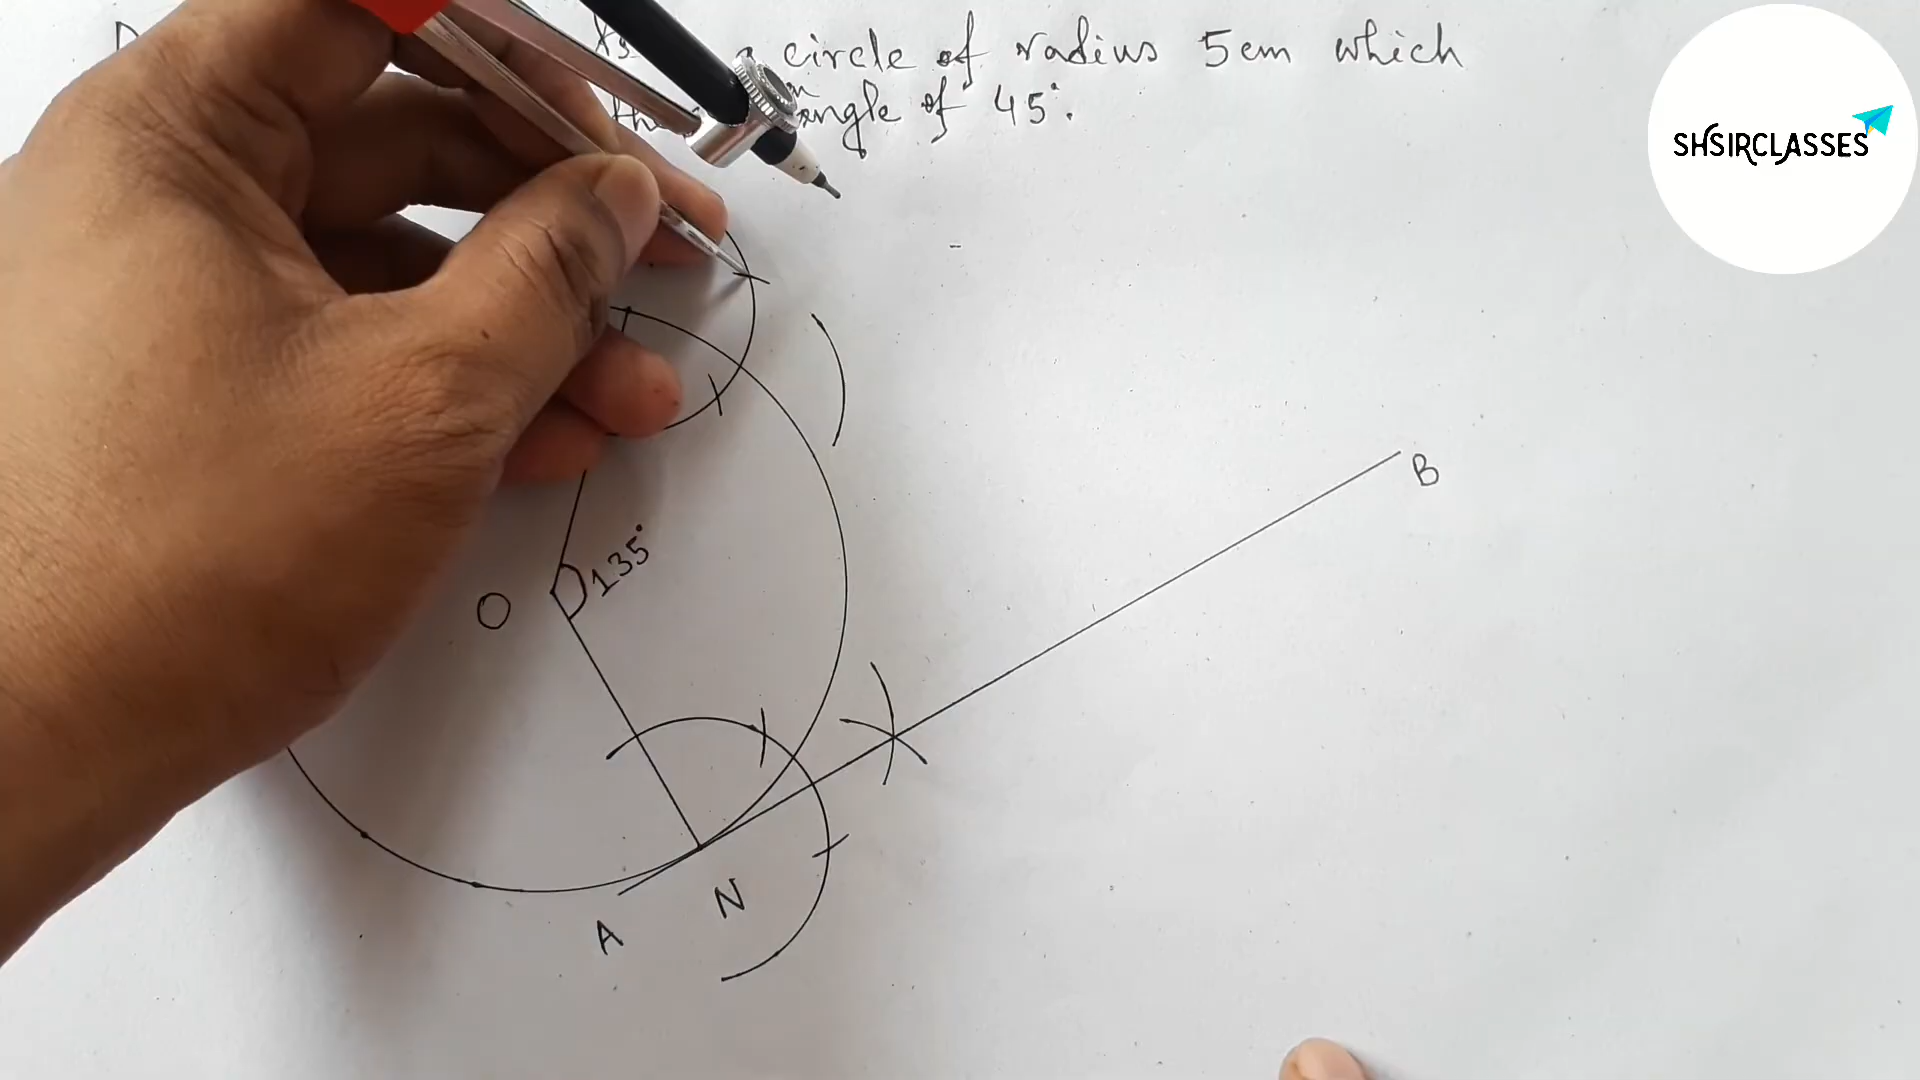 circle of radius 5cm which
angle of 45°.
SHSIRCLASSES
B
135°
O
N
A